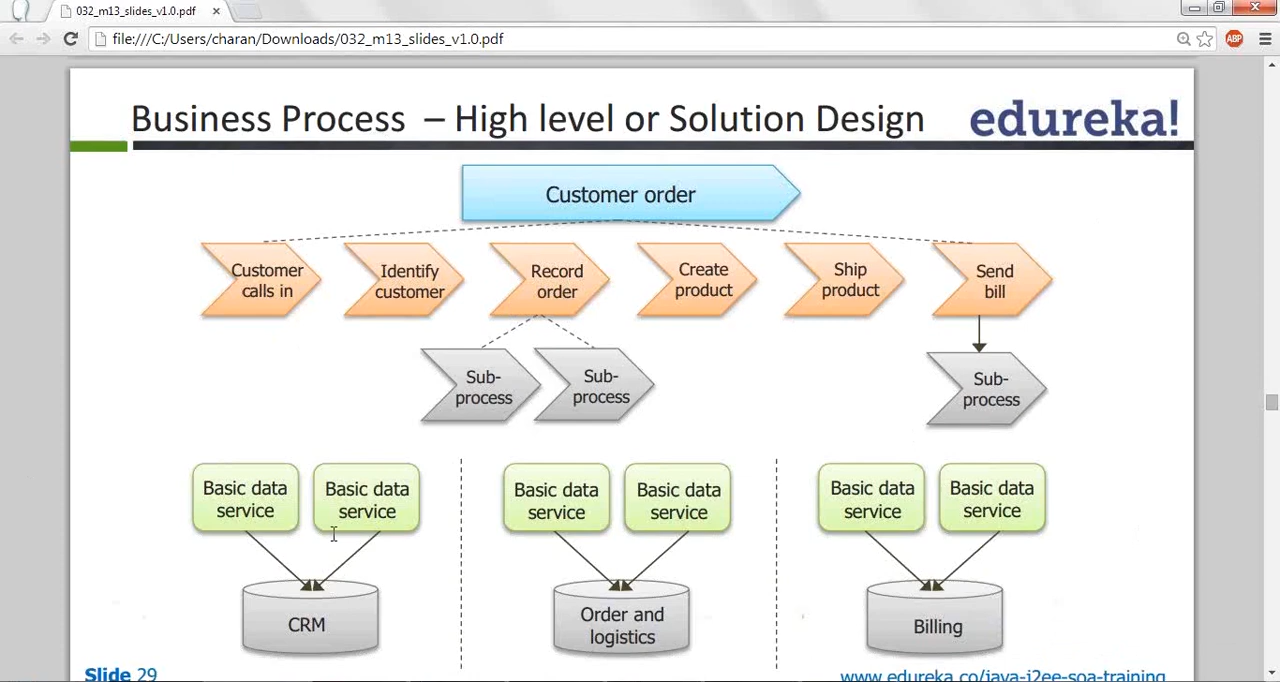 032_m13_slides_v1.0.pdf
file:///C:/Users/charan/Downloads/032_m13_slides_v1.0.pdf
ABP
Business Process – High level or Solution Design
edureka!
Customer order
Customer
calls in
Identify
customer
Record
order
Create
product
Ship
product
Send
bill
Sub-
process
Sub-
process
Sub-
process
Basic data
service
Basic data
service
Basic data
service
Basic data
service
Basic data
service
Basic data
service
CRM
Order and
logistics
Billing
Slide 29
www.edureka.co/java-j2ee-soa-training